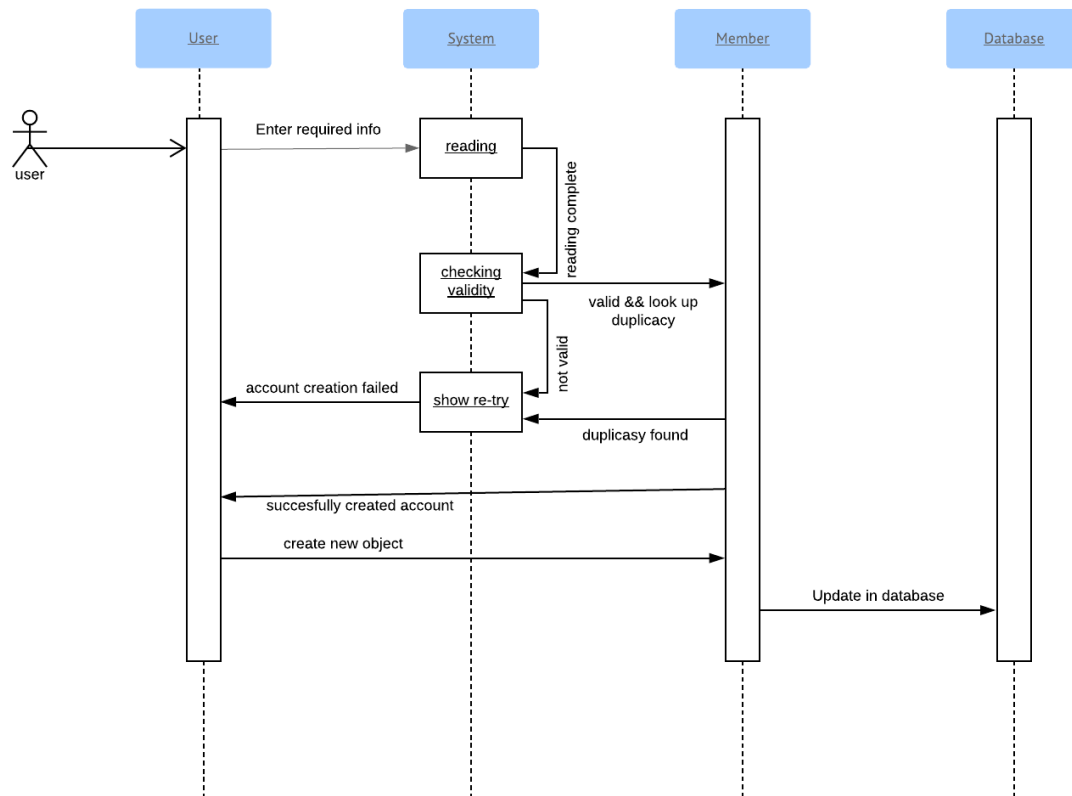 User
System
Member
Database
user
Enter required info
reading
reading complete
checking
validity
valid && look up
duplicacy
not valid
account creation failed
show re-try
duplicasy found
succesfully created account
create new object
Update in database